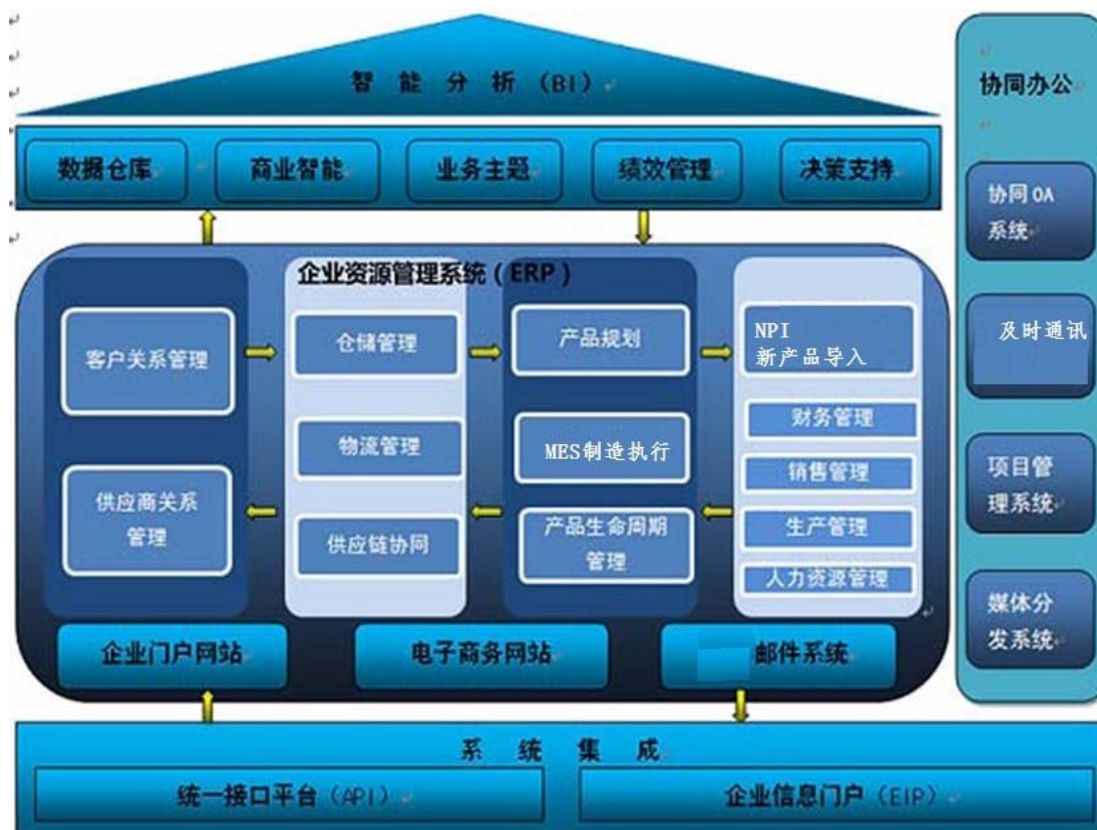 智 能 分 析（BI）
数据仓库
商业智能
业务主题
绩效管理
决策支持
企业资源管理系统（ERP）
客户关系管理
供应商关系
管理
仓储管理
物流管理
供应链协同
产品规划
MES制造执行
产品生命周期
管理
NPI
新产品导入
财务管理
销售管理
生产管理
人力资源管理
企业门户网站
电子商务网站
邮件系统
系 统 集 成
统一接口平台（API）
企业信息门户（EIP）
协同办公
协同OA
系统
及时通讯
项目管
理系统
媒体分
发系统